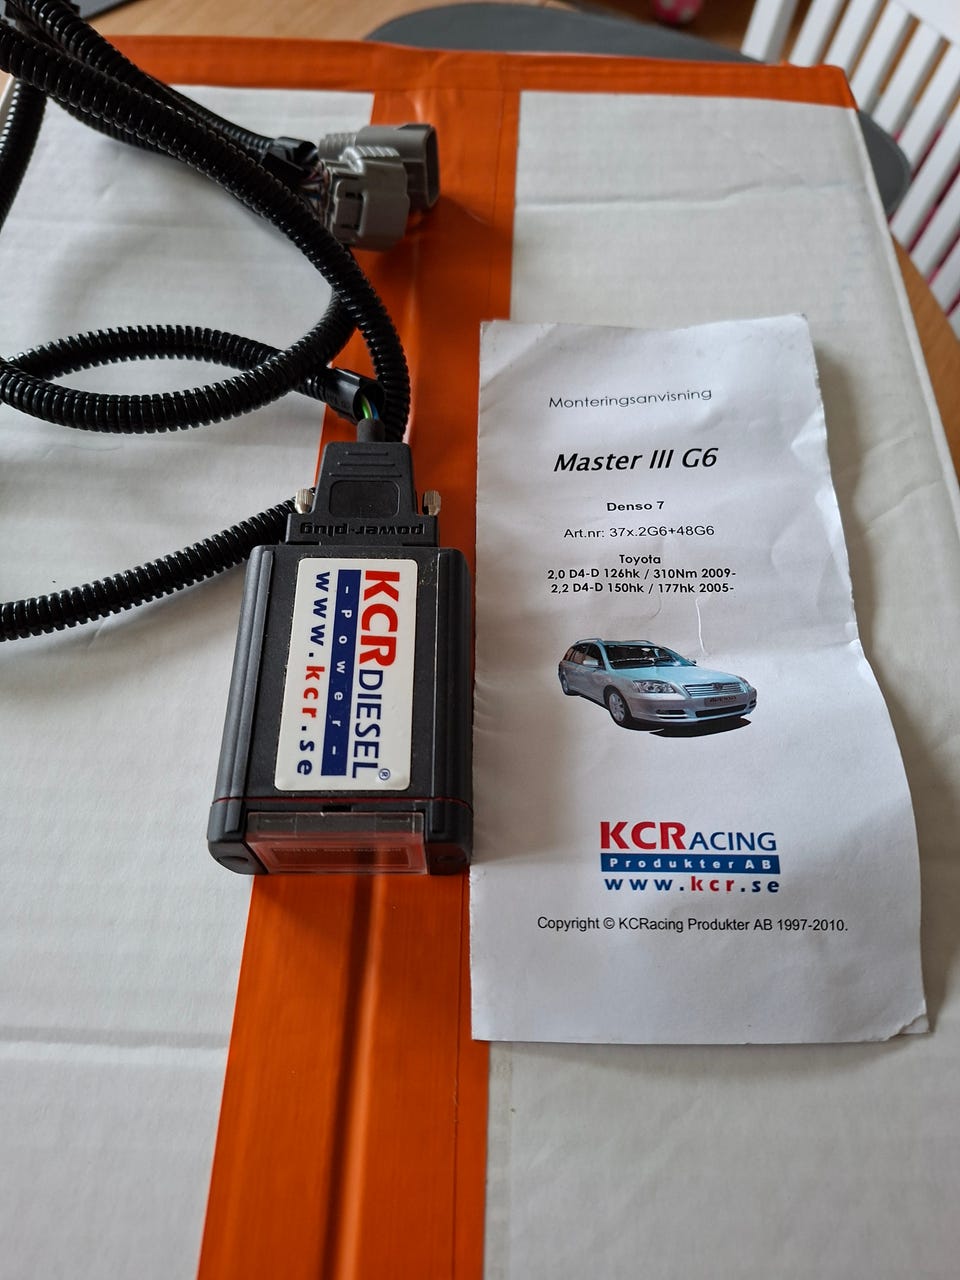 power-plug
KCRDIESEL®
- Power -
www.kcr.se
Monteringsanvisning
Master III G6
Denso 7
Art.nr: 37x.2G6+48G6
Toyota
2,0 D4-D 126hk / 310Nm 2009-
2,2 D4-D 150hk / 177hk 2005-
KCRACING
Produkter AB
www.kcr.se
Copyright © KCRacing Produkter AB 1997-2010.